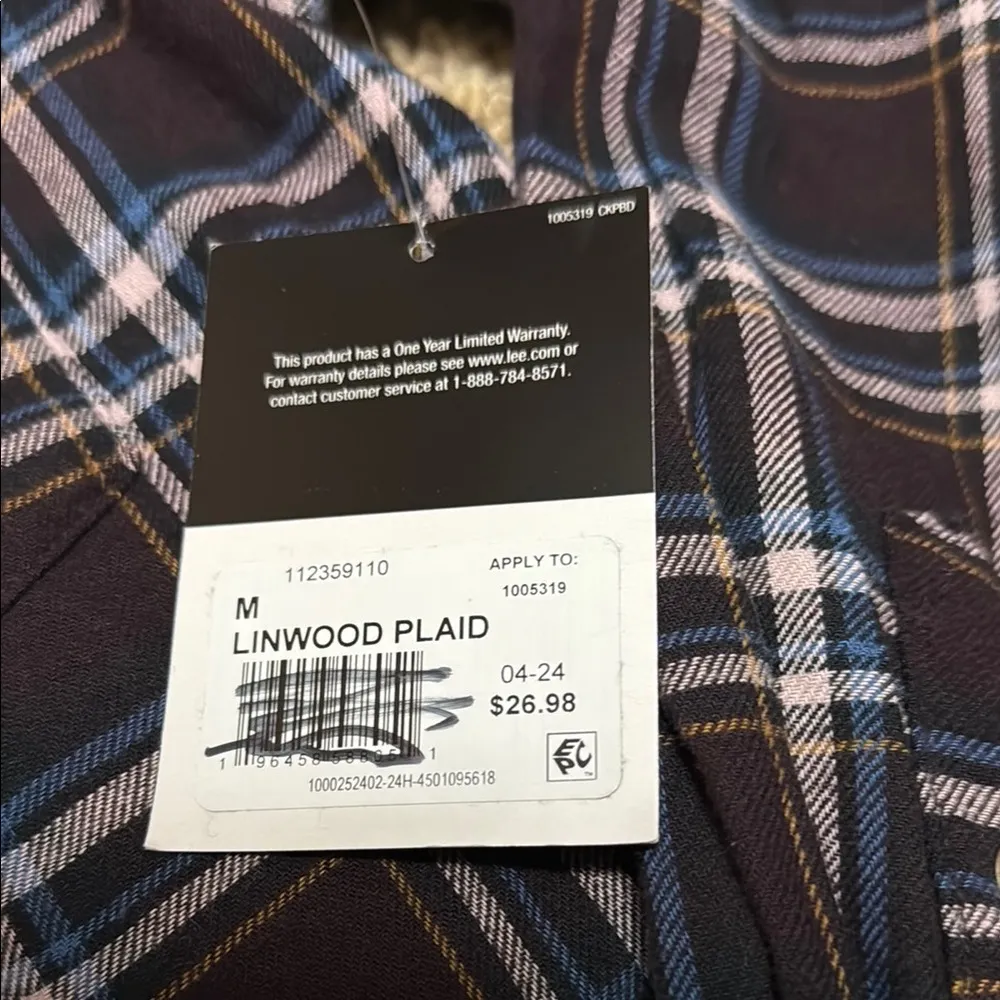 1005319 CKPBD
This product has a One Year Limited Warranty.
For warranty details please see www.lee.com or
contact customer service at 1-888-784-8571.
112359110
APPLY TO:
1005319
M
LINWOOD PLAID
04-24
$26.98
1000252402-24H-4501095618
EPC
™